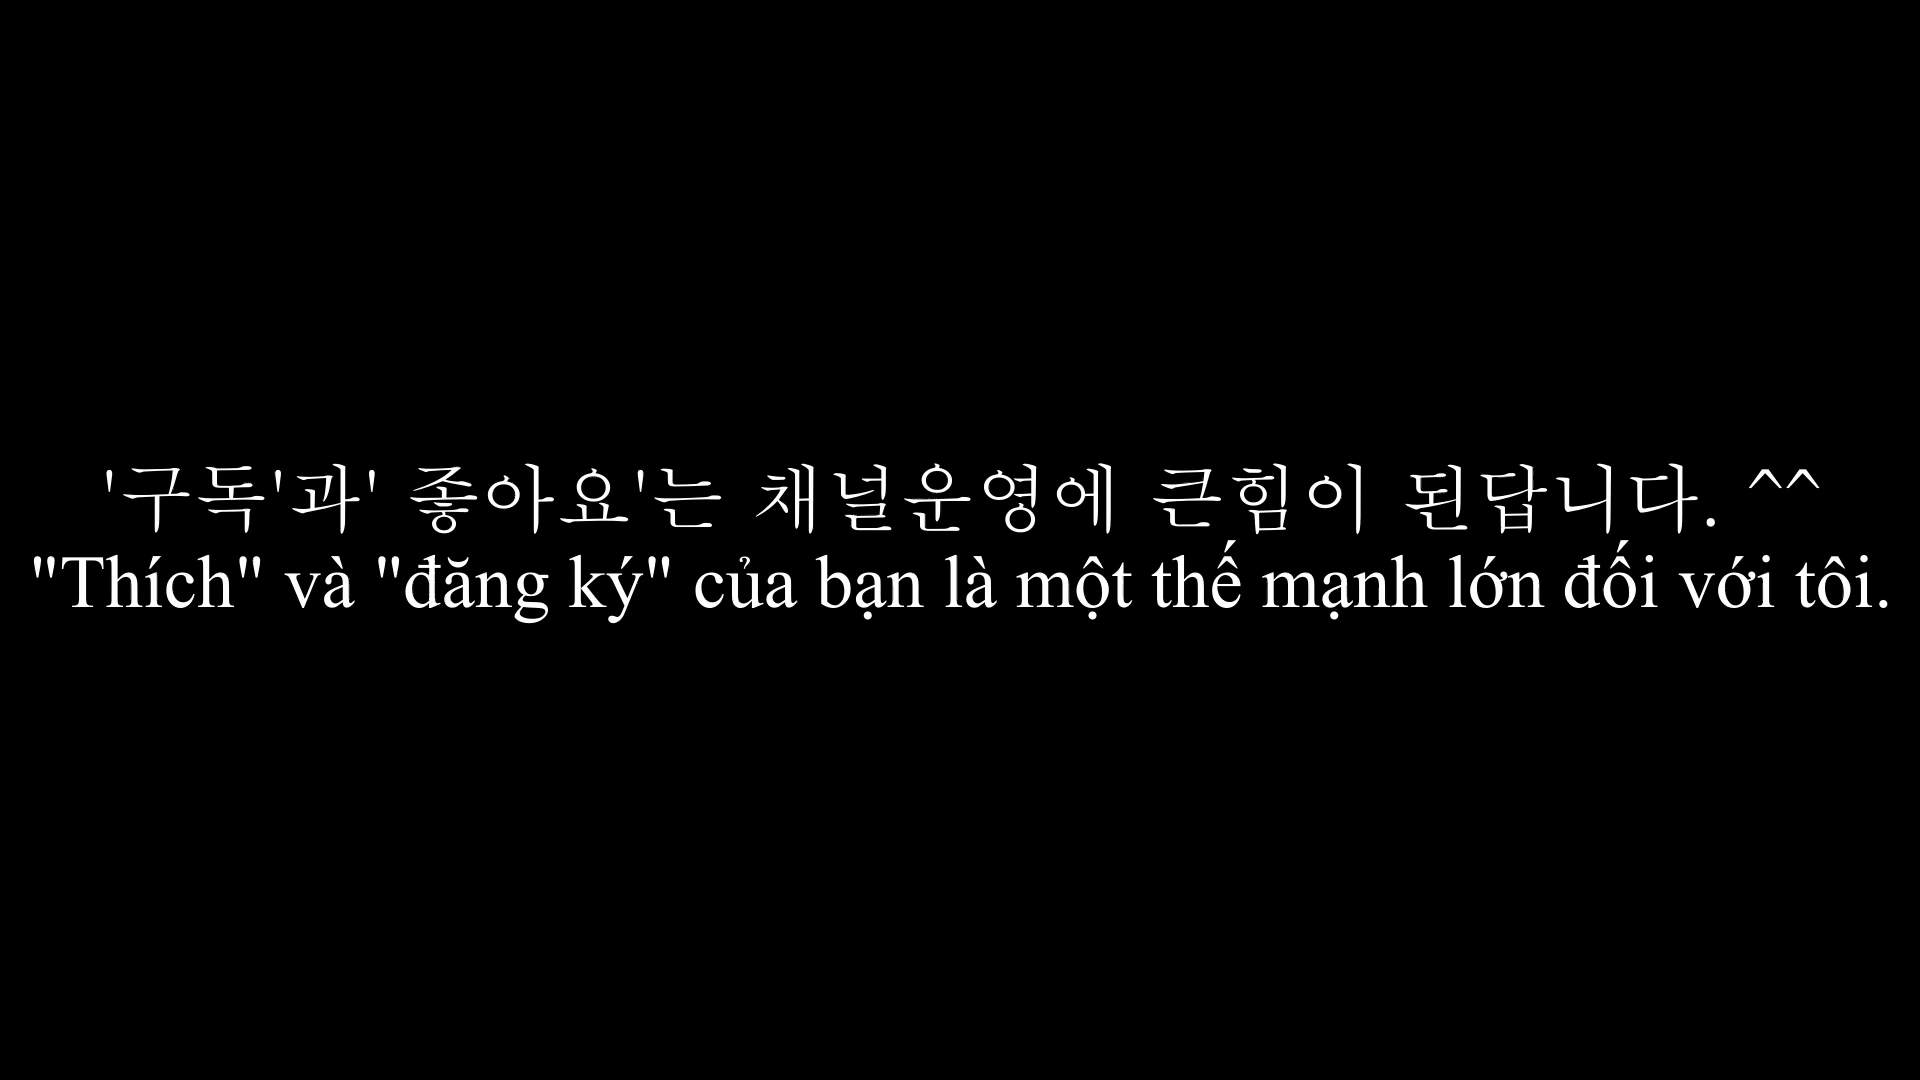 '구독'과' 좋아요'는 채널운영에 큰힘이 된답니다. ^^
"Thích" và "đăng ký" của bạn là một thế mạnh lớn đối với tôi.